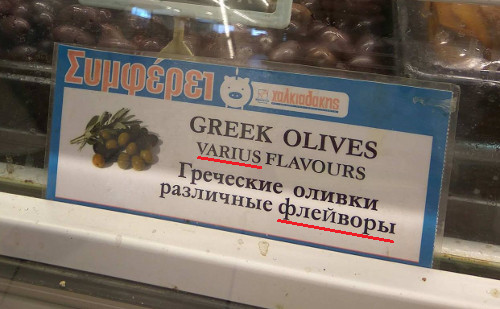 Συμφέρει
χαλκιαδακης
GREEK OLIVES
VARIUS FLAVOURS
Греческие оливки
различные флейворы